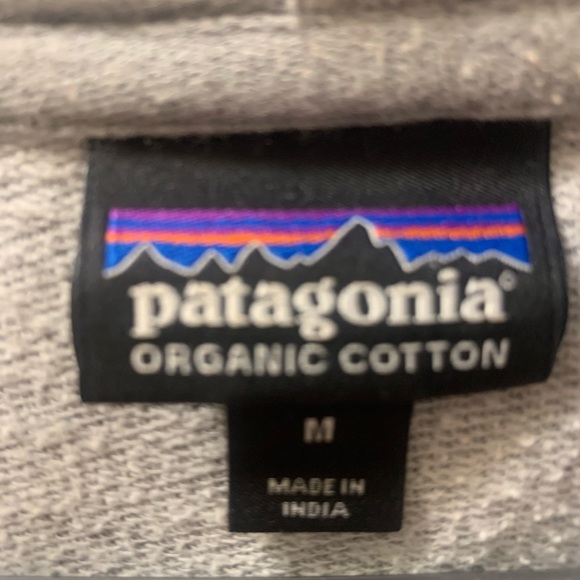 patagonia®
ORGANIC COTTON
M
MADE IN
INDIA